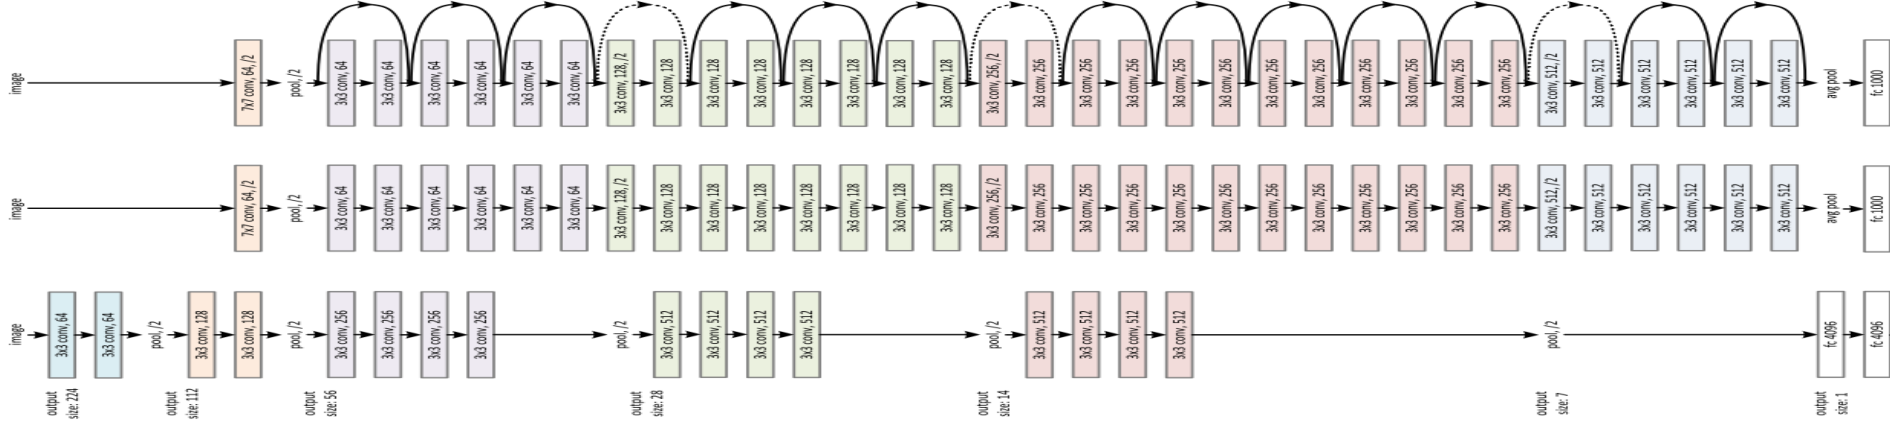 image
7x7 conv, 64, /2
pool, /2
3x3 conv, 64
3x3 conv, 64
3x3 conv, 64
3x3 conv, 64
3x3 conv, 64
3x3 conv, 64
3x3 conv, 128, /2
3x3 conv, 128
3x3 conv, 128
3x3 conv, 128
3x3 conv, 128
3x3 conv, 128
3x3 conv, 128
3x3 conv, 128
3x3 conv, 256, /2
3x3 conv, 256
3x3 conv, 256
3x3 conv, 256
3x3 conv, 256
3x3 conv, 256
3x3 conv, 256
3x3 conv, 256
3x3 conv, 256
3x3 conv, 256
3x3 conv, 256
3x3 conv, 256
3x3 conv, 512, /2
3x3 conv, 512
3x3 conv, 512
3x3 conv, 512
3x3 conv, 512
3x3 conv, 512
avg pool
fc 1000
image
7x7 conv, 64, /2
pool, /2
3x3 conv, 64
3x3 conv, 64
3x3 conv, 64
3x3 conv, 64
3x3 conv, 64
3x3 conv, 64
3x3 conv, 128, /2
3x3 conv, 128
3x3 conv, 128
3x3 conv, 128
3x3 conv, 128
3x3 conv, 128
3x3 conv, 128
3x3 conv, 128
3x3 conv, 256, /2
3x3 conv, 256
3x3 conv, 256
3x3 conv, 256
3x3 conv, 256
3x3 conv, 256
3x3 conv, 256
3x3 conv, 256
3x3 conv, 256
3x3 conv, 256
3x3 conv, 256
3x3 conv, 256
3x3 conv, 512, /2
3x3 conv, 512
3x3 conv, 512
3x3 conv, 512
3x3 conv, 512
3x3 conv, 512
avg pool
fc 1000
image
3x3 conv, 64
3x3 conv, 64
pool, /2
3x3 conv, 128
3x3 conv, 128
pool, /2
3x3 conv, 256
3x3 conv, 256
3x3 conv, 256
3x3 conv, 256
pool, /2
3x3 conv, 512
3x3 conv, 512
3x3 conv, 512
3x3 conv, 512
pool, /2
3x3 conv, 512
3x3 conv, 512
3x3 conv, 512
3x3 conv, 512
pool, /2
fc 4096
fc 4096
output
size: 224
output
size: 112
output
size: 56
output
size: 28
output
size: 14
output
size: 7
output
size: 1